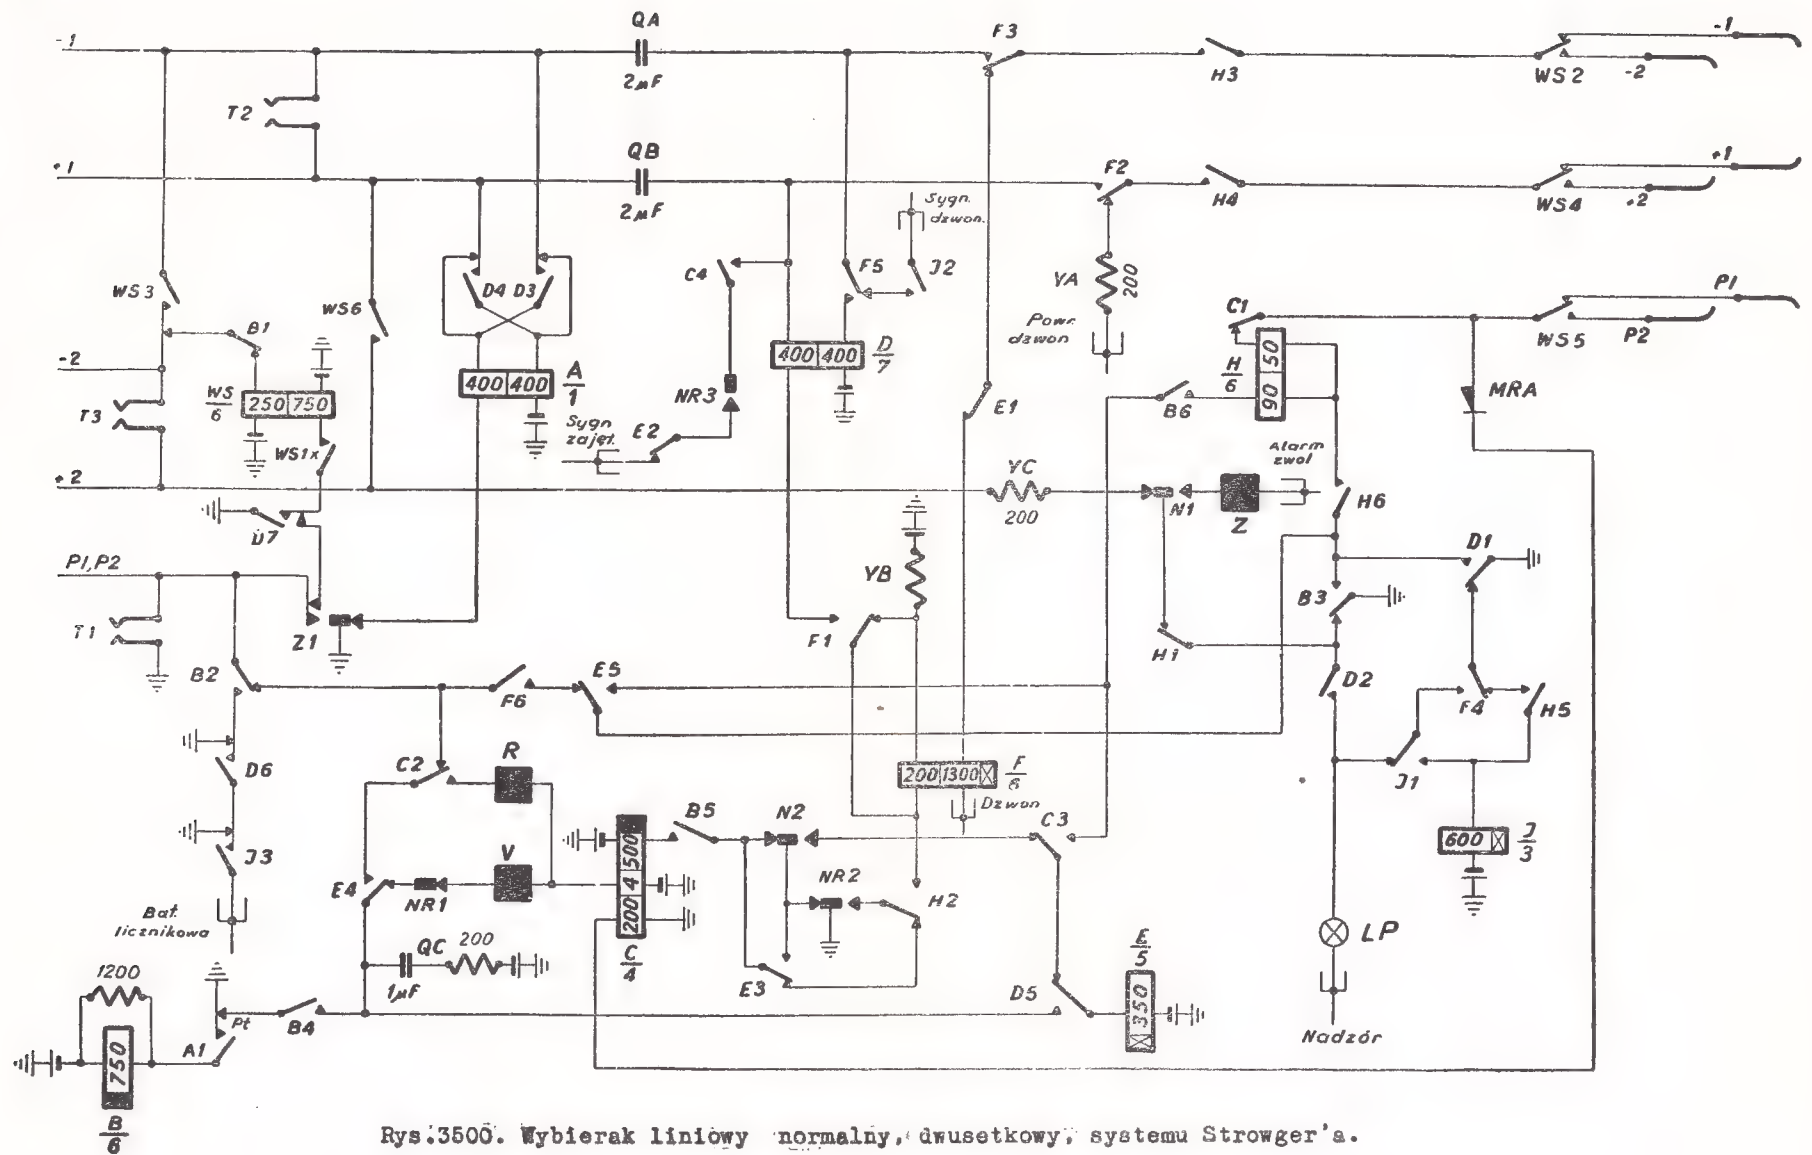 -1
QA
2µF
F3
H3
WS2
-1
-2
T2
+1
QB
2µF
F2
H4
WS4
+1
+2
Sygn.
dzwon.
WS3
WS6
D4 D3
C4
F5
J2
YA
200
Powr.
dzwon
C1
WS5
P1
P2
B1
-2
WS
6
250 750
400 400
A
1
400 400
D
7
NR3
H
6
50
90
MRA
T3
WS1x
Sygn
zajęt.
E2
E1
B6
Alarm
zwol
+2
YC
200
N1
Z
H6
D7
P1, P2
YB
D1
B3
T1
Z1
F1
H1
B2
F6
E5
D2
F4
H5
D6
C2
R
200 1300
F
6
Dzwon
J1
J3
B5
N2
C3
600
J
3
V
500
4
200
C
4
E4
NR1
NR2
H2
Bat.
licznikowa
QC
200
1µF
LP
1200
E3
D5
E
5
350
Pt
B4
A1
750
B
6
Nadzór
Rys.3500. Wybierak liniowy normalny, dwusetkowy, systemu Strowger'a.